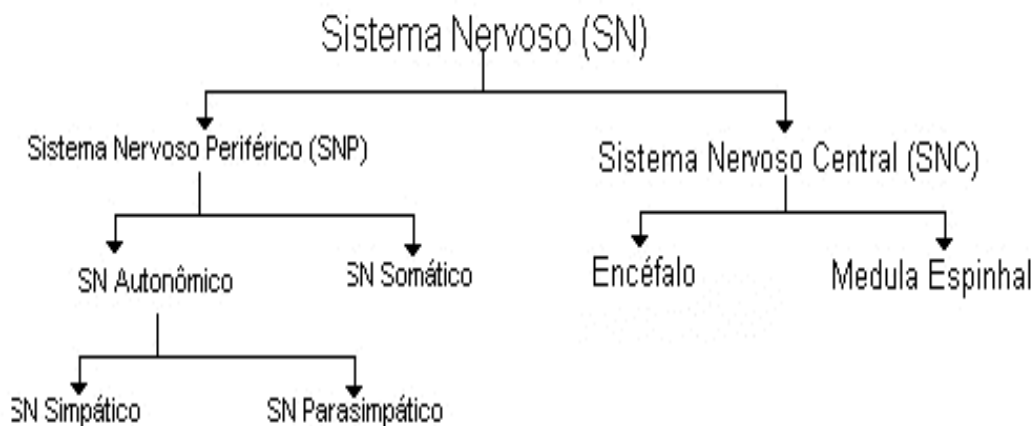 Sistema Nervoso (SN)
Sistema Nervoso Periférico (SNP)
Sistema Nervoso Central (SNC)
SN Autonômico
SN Somático
Encéfalo
Medula Espinhal
SN Simpático
SN Parasimpático